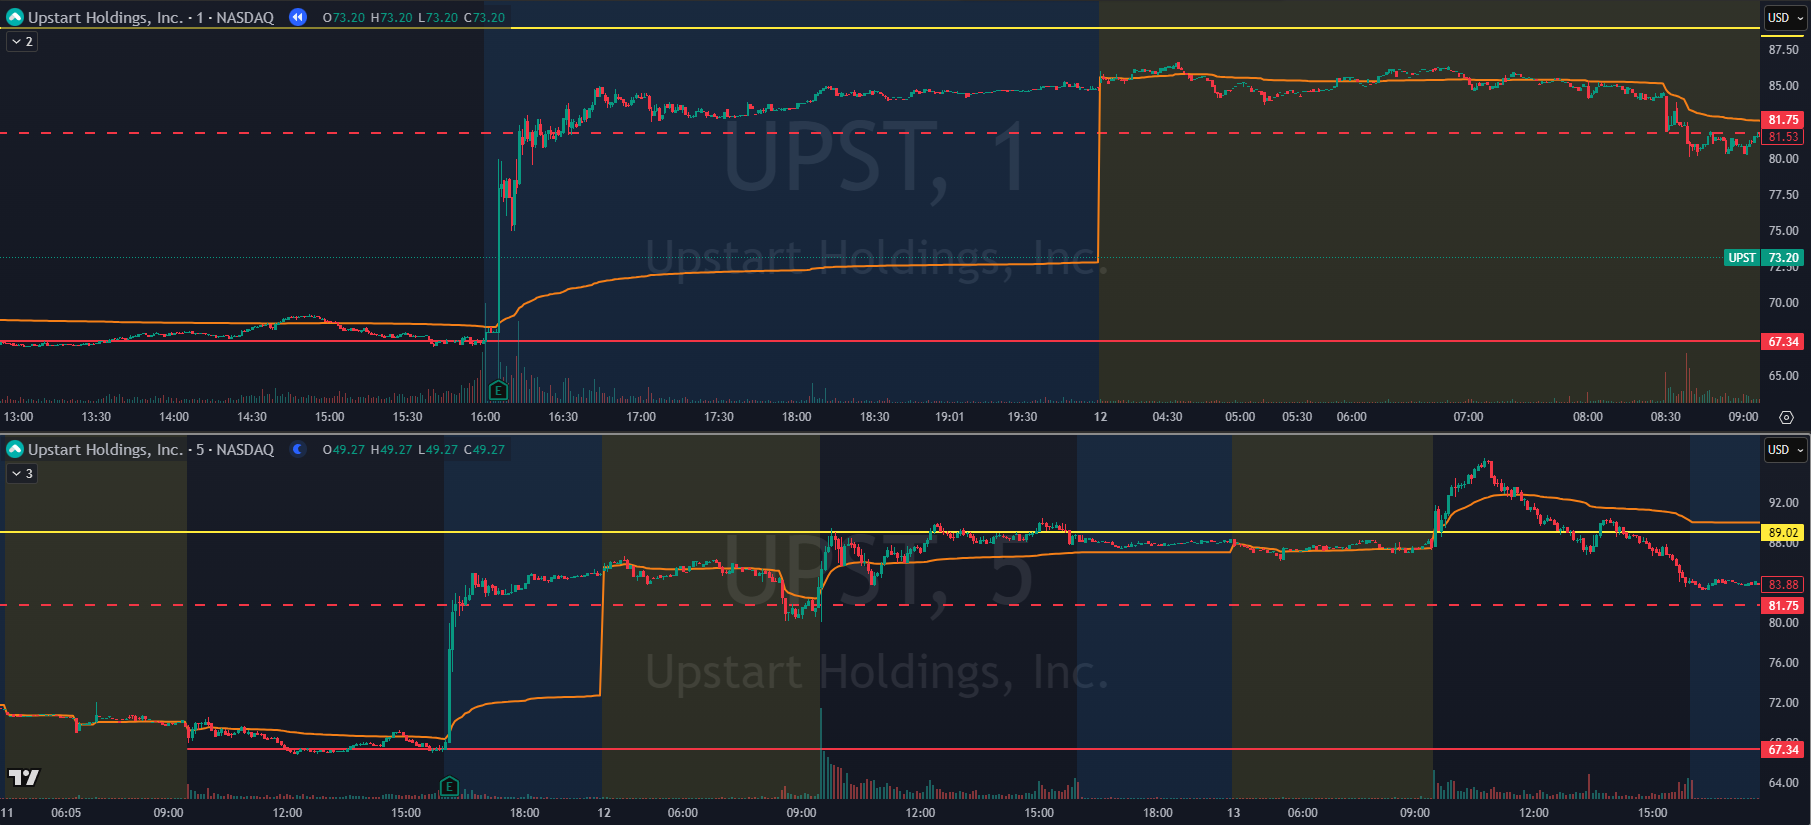 Upstart Holdings, Inc. · 1 · NASDAQ O73.20 H73.20 L73.20 C73.20
USD
2
87.50
85.00
UPST, 1
81.75
81.53
80.00
77.50
75.00
Upstart Holdings, Inc.
UPST 73.20
72.50
70.00
67.34
65.00
E
13:00 13:30 14:00 14:30 15:00 15:30 16:00 16:30 17:00 17:30 18:00 18:30 19:01 19:30 12 04:30 05:00 05:30 06:00 07:00 08:00 08:30 09:00
Upstart Holdings, Inc. · 5 · NASDAQ O49.27 H49.27 L49.27 C49.27
USD
3
92.00
89.02
88.00
UPST, 5
83.88
81.75
80.00
76.00
Upstart Holdings, Inc.
72.00
68.00
67.34
64.00
E
11 06:05 09:00 12:00 15:00 18:00 12 06:00 09:00 12:00 15:00 18:00 13 06:00 09:00 12:00 15:00